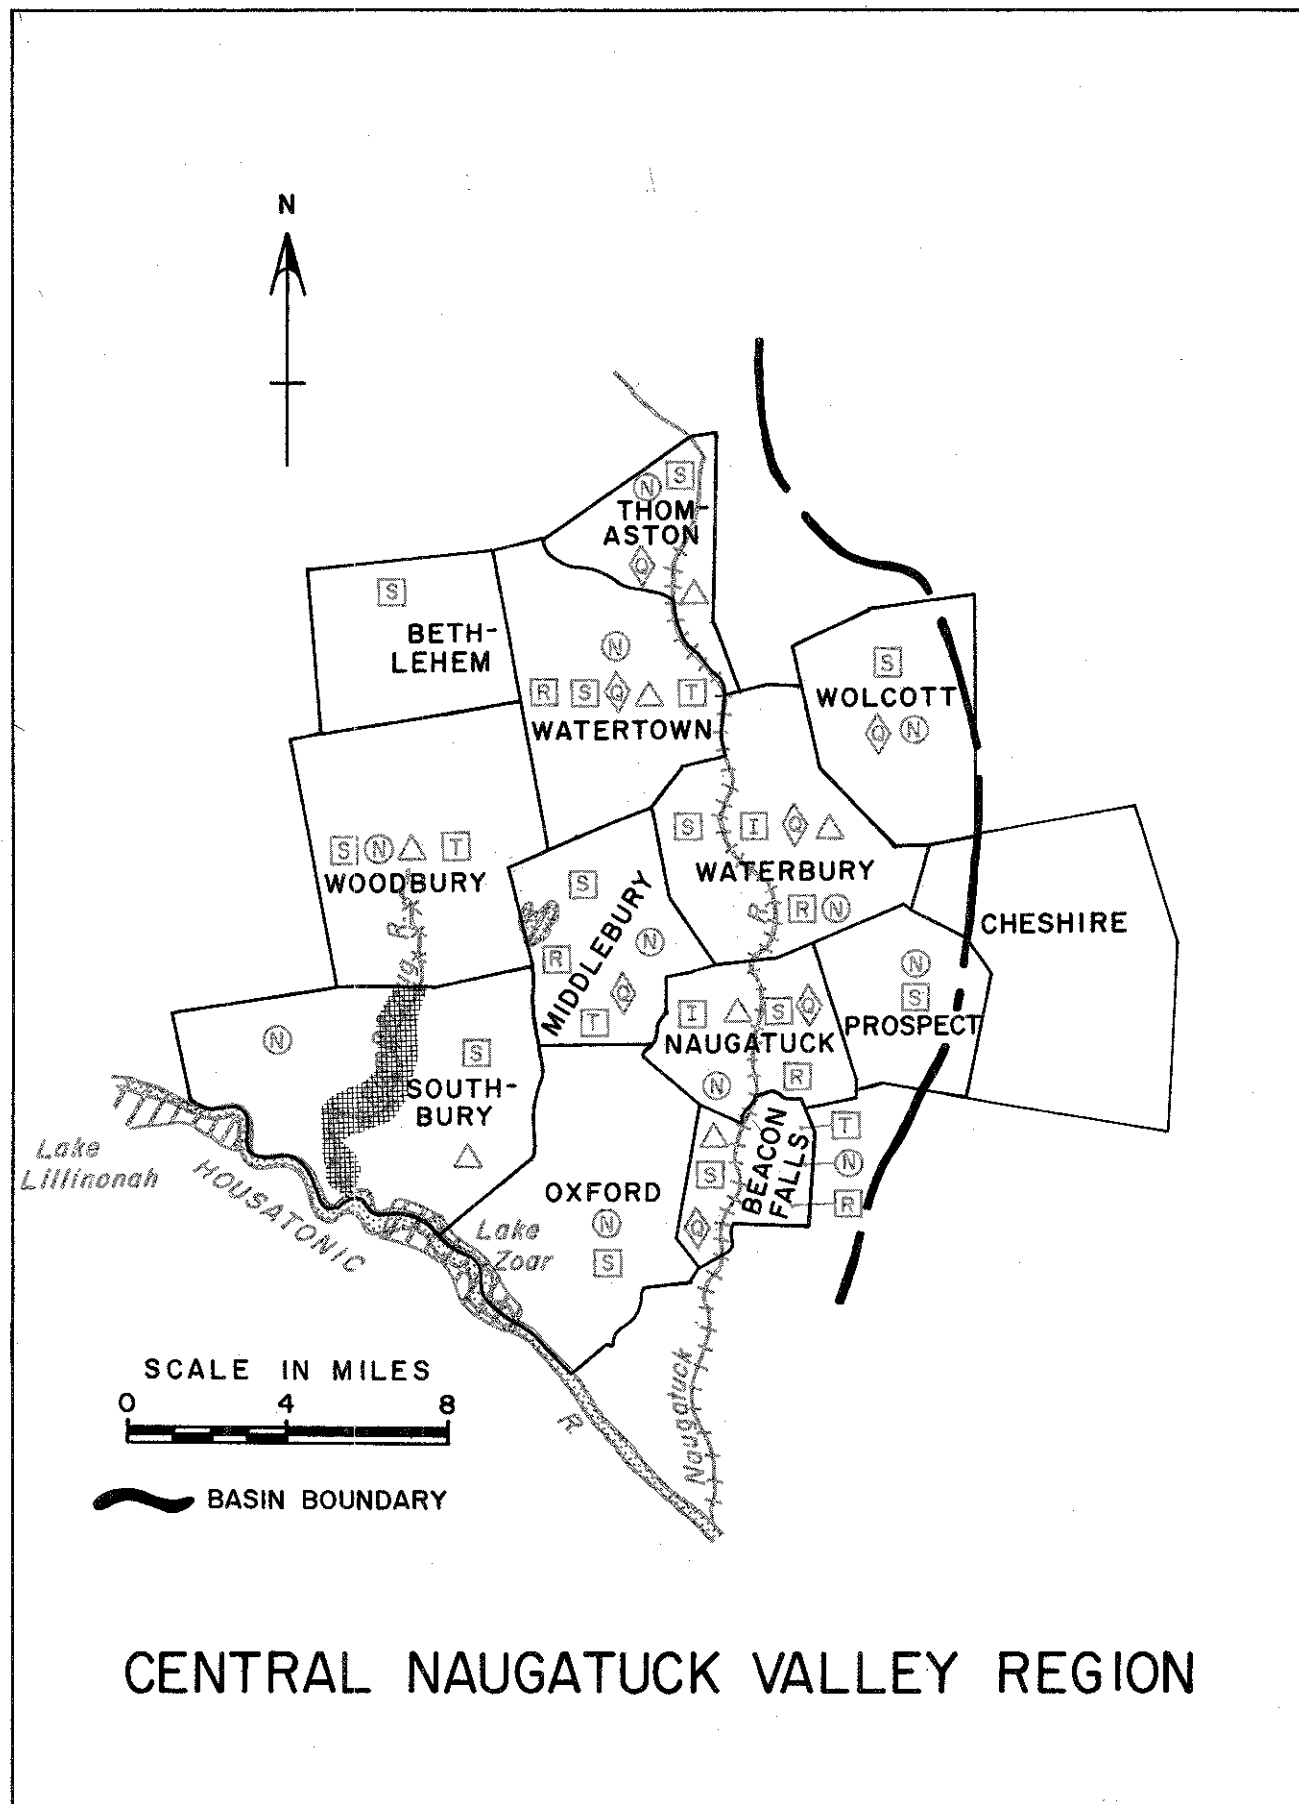 N
S
N
THOM-
ASTON
Q
S
BETH-
LEHEM
N
R S Q T
WATERTOWN
S
WOLCOTT
Q N
S N T
WOODBURY
S I Q
WATERBURY
R N
R.
S
MIDDLEBURY
N
R
Q
T
CHESHIRE
N
S
PROSPECT
I S Q
NAUGATUCK
N R
R.
N
S
SOUTH-
BURY
T
N
R
S
Q
BEACON
FALLS
OXFORD
N
S
Lake
Lillinonah
HOUSATONIC
R.
Lake
Zoar
Naugatuck
SCALE IN MILES
0 4 8
BASIN BOUNDARY
CENTRAL NAUGATUCK VALLEY REGION